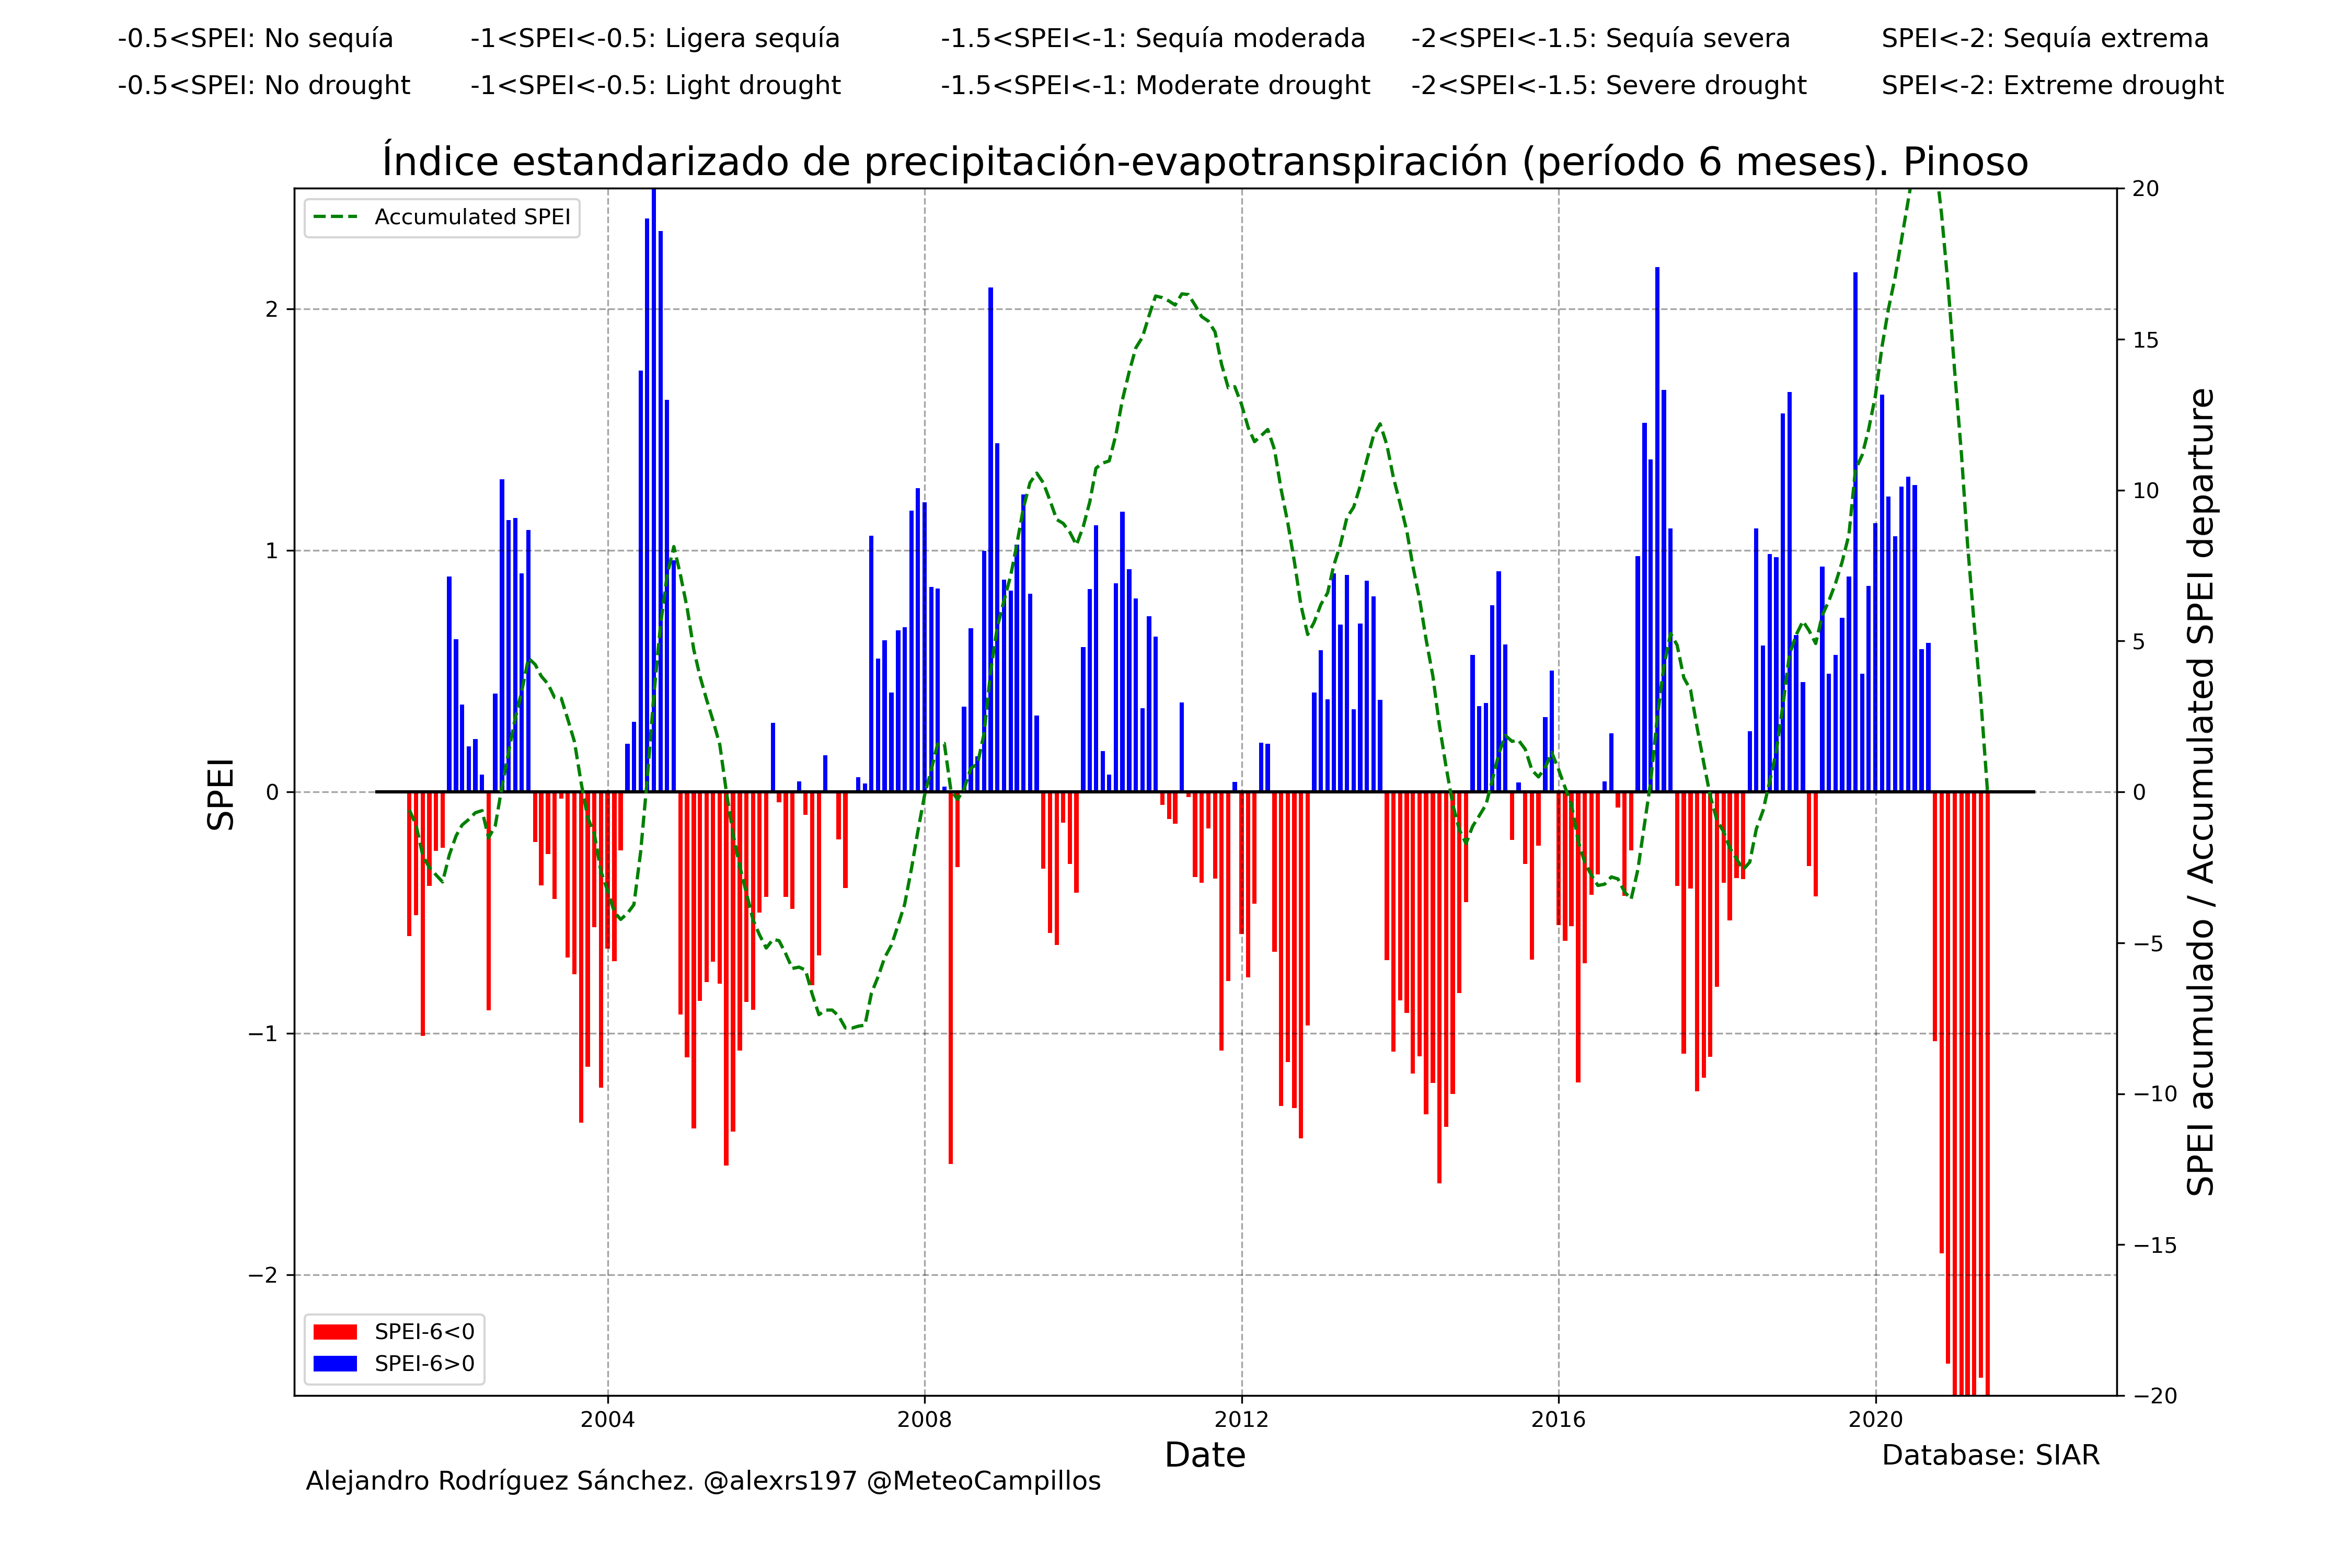 -0.5<SPEI: No sequía -1<SPEI<-0.5: Ligera sequía -1.5<SPEI<-1: Sequía moderada -2<SPEI<-1.5: Sequía severa SPEI<-2: Sequía extrema
-0.5<SPEI: No drought -1<SPEI<-0.5: Light drought -1.5<SPEI<-1: Moderate drought -2<SPEI<-1.5: Severe drought SPEI<-2: Extreme drought
Índice estandarizado de precipitación-evapotranspiración (período 6 meses). Pinoso
Accumulated SPEI
SPEI
2
1
0
−1
−2
20
15
10
5
0
−5
−10
−15
−20
SPEI acumulado / Accumulated SPEI departure
SPEI-6<0
SPEI-6>0
2004 2008 2012 2016 2020
Date
Database: SIAR
Alejandro Rodríguez Sánchez. @alexrs197 @MeteoCampillos